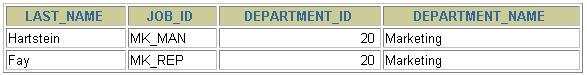 LAST_NAME JOB_ID DEPARTMENT_ID DEPARTMENT_NAME
Hartstein MK_MAN 20 Marketing
Fay MK_REP 20 Marketing